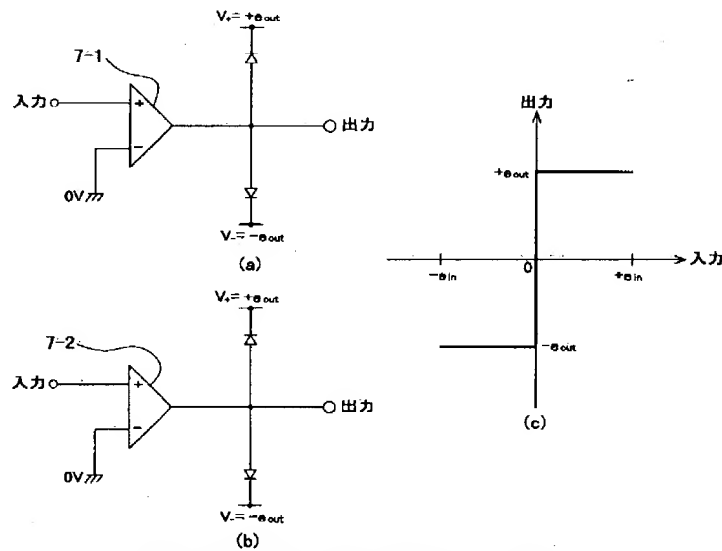 V₊= +eout
7-1
入力
+
−
0V
出力
V₋= −eout
(a)
V₊= +eout
7-2
入力
+
−
0V
出力
V₋= −eout
(b)
出力
+eout
−ein
0
+ein
入力
−eout
(c)